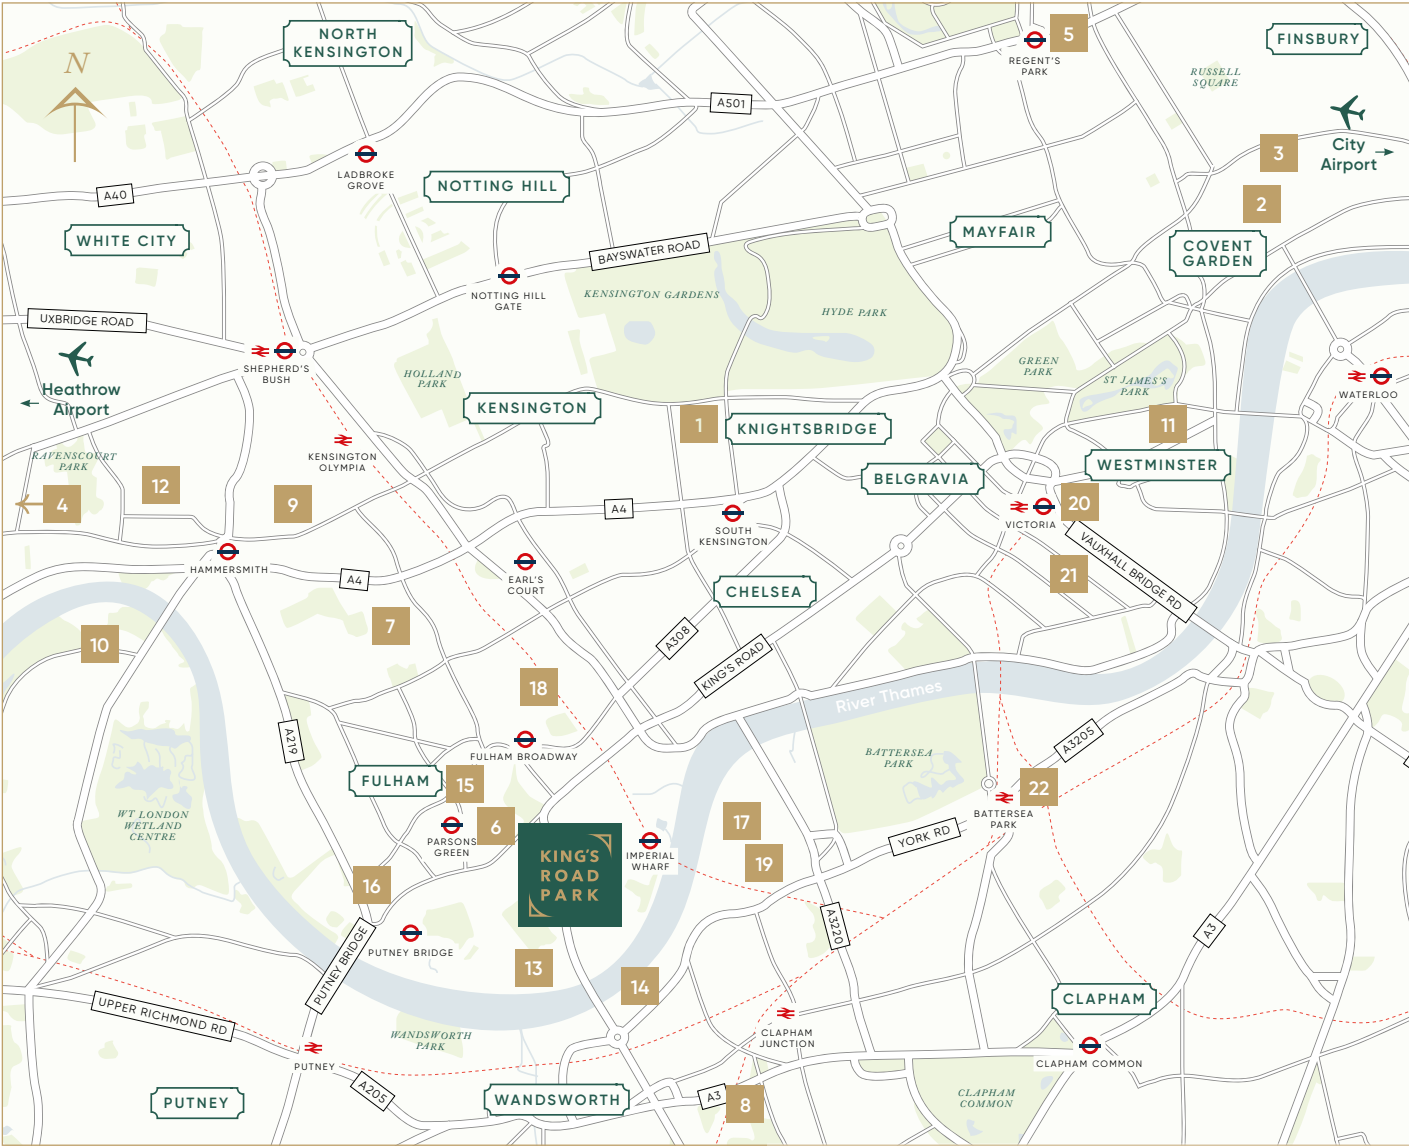 NORTH
KENSINGTON
5
REGENT'S
PARK
FINSBURY
N
RUSSELL
SQUARE
A501
City
Airport
3
LADBROKE
GROVE
NOTTING HILL
A40
2
WHITE CITY
MAYFAIR
COVENT
GARDEN
BAYSWATER ROAD
NOTTING HILL
GATE
KENSINGTON GARDENS
HYDE PARK
UXBRIDGE ROAD
SHEPHERD'S
BUSH
Heathrow
Airport
HOLLAND
PARK
GREEN
PARK
ST JAMES'S
PARK
WATERLOO
KENSINGTON
1
KNIGHTSBRIDGE
11
KENSINGTON
OLYMPIA
RAVENSCOURT
PARK
BELGRAVIA
WESTMINSTER
12
4
9
A4
SOUTH
KENSINGTON
VICTORIA
20
VAUXHALL BRIDGE RD
HAMMERSMITH
A4
EARL'S
COURT
CHELSEA
21
10
7
A308
KING'S ROAD
18
River Thames
A219
FULHAM BROADWAY
BATTERSEA
PARK
A3205
FULHAM
15
22
BATTERSEA
PARK
WT LONDON
WETLAND
CENTRE
PARSONS
GREEN
6
KING'S
ROAD
PARK
IMPERIAL
WHARF
17
YORK RD
19
16
PUTNEY BRIDGE
PUTNEY BRIDGE
A3220
A3
13
14
UPPER RICHMOND RD
CLAPHAM
WANDSWORTH
PARK
CLAPHAM
JUNCTION
PUTNEY
CLAPHAM COMMON
A205
PUTNEY
WANDSWORTH
A3
8
CLAPHAM
COMMON